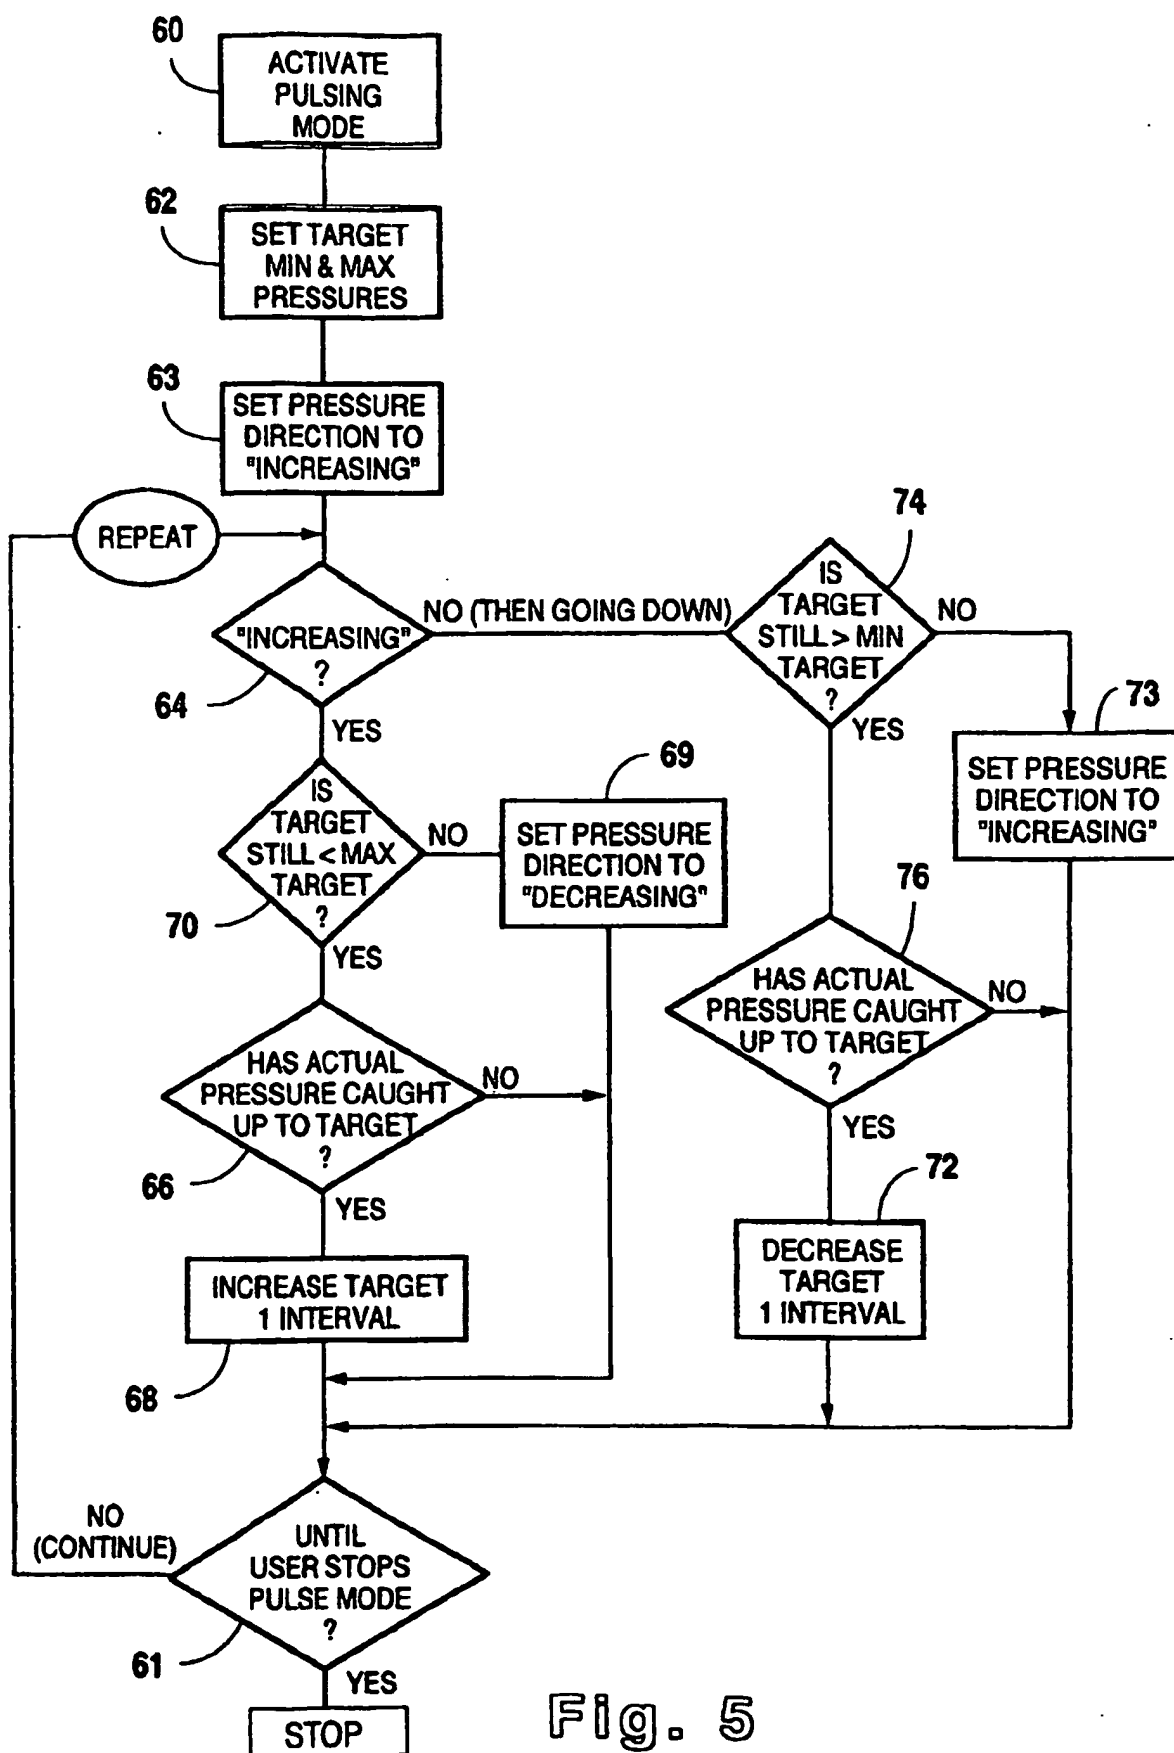 60
ACTIVATE
PULSING
MODE
62
SET TARGET
MIN & MAX
PRESSURES
63
SET PRESSURE
DIRECTION TO
"INCREASING"
REPEAT
"INCREASING"
?
64
NO (THEN GOING DOWN)
YES
74
IS
TARGET
STILL > MIN
TARGET
?
NO
YES
73
SET PRESSURE
DIRECTION TO
"INCREASING"
IS
TARGET
STILL < MAX
TARGET
?
70
NO
YES
69
SET PRESSURE
DIRECTION TO
"DECREASING"
76
HAS ACTUAL
PRESSURE CAUGHT
UP TO TARGET
?
NO
YES
HAS ACTUAL
PRESSURE CAUGHT
UP TO TARGET
?
66
NO
YES
72
DECREASE
TARGET
1 INTERVAL
INCREASE TARGET
1 INTERVAL
68
NO
(CONTINUE)
UNTIL
USER STOPS
PULSE MODE
?
61
YES
STOP
Fig. 5